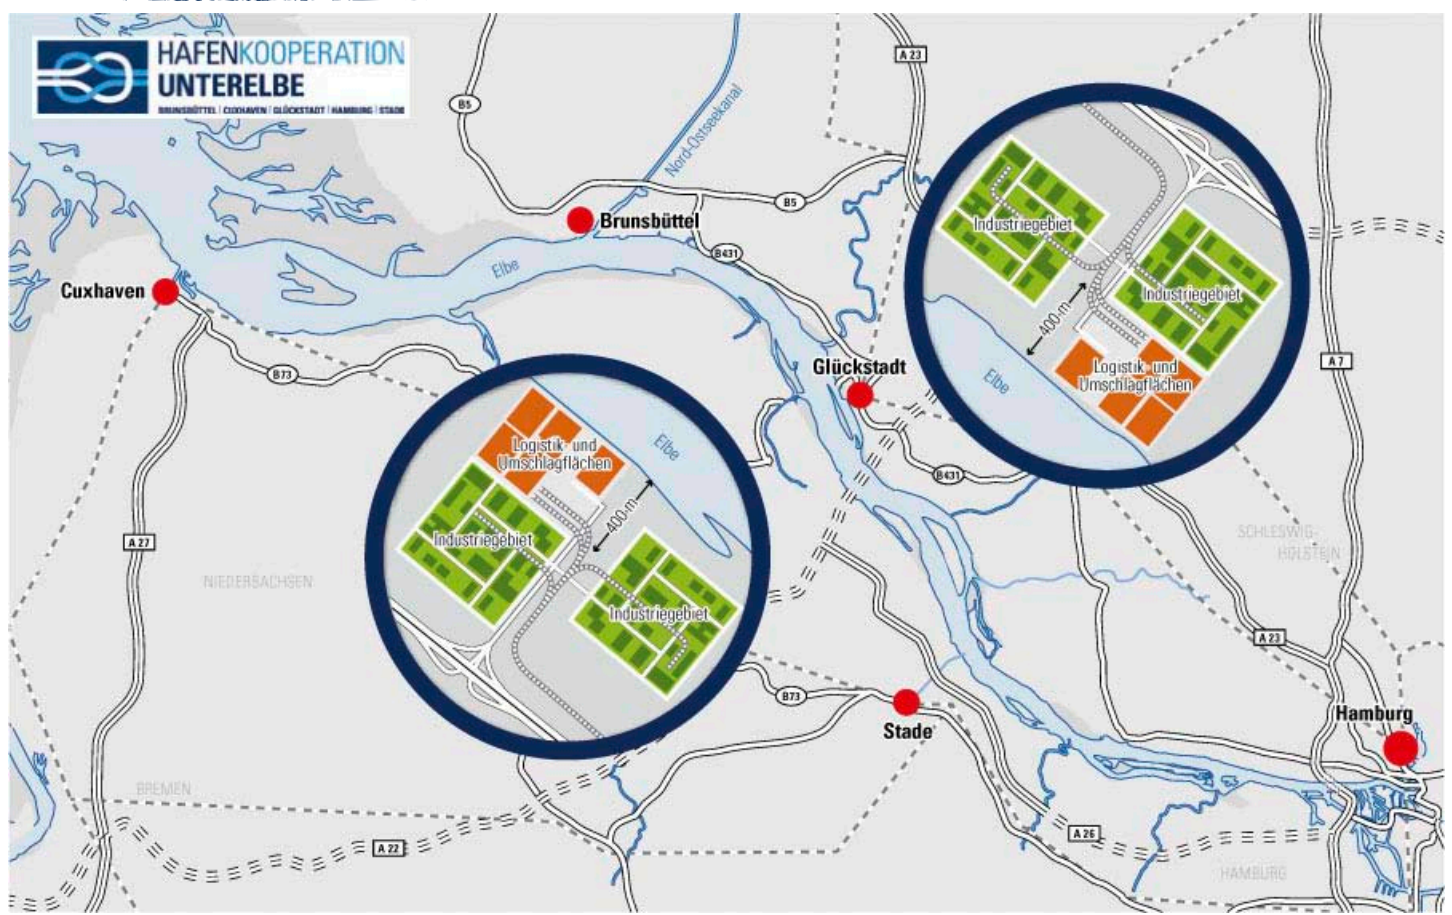 HAFENKOOPERATION
UNTERELBE
BRUNSBÜTTEL | CUXHAVEN | GLÜCKSTADT | HAMBURG | STADE
A 23
B5
Nord-Ostseekanal
B5
Brunsbüttel
B431
Elbe
Cuxhaven
B73
Industriegebiet
Industriegebiet
400-m
Elbe
Logistik- und
Umschlagflächen
A 7
Glückstadt
B431
Elbe
Logistik- und
Umschlagflächen
400-m
Industriegebiet
Industriegebiet
A 27
NIEDERSACHSEN
SCHLESWIG-
HOLSTEIN
A 23
B73
Stade
Hamburg
BREMEN
A 22
A 26
HAMBURG